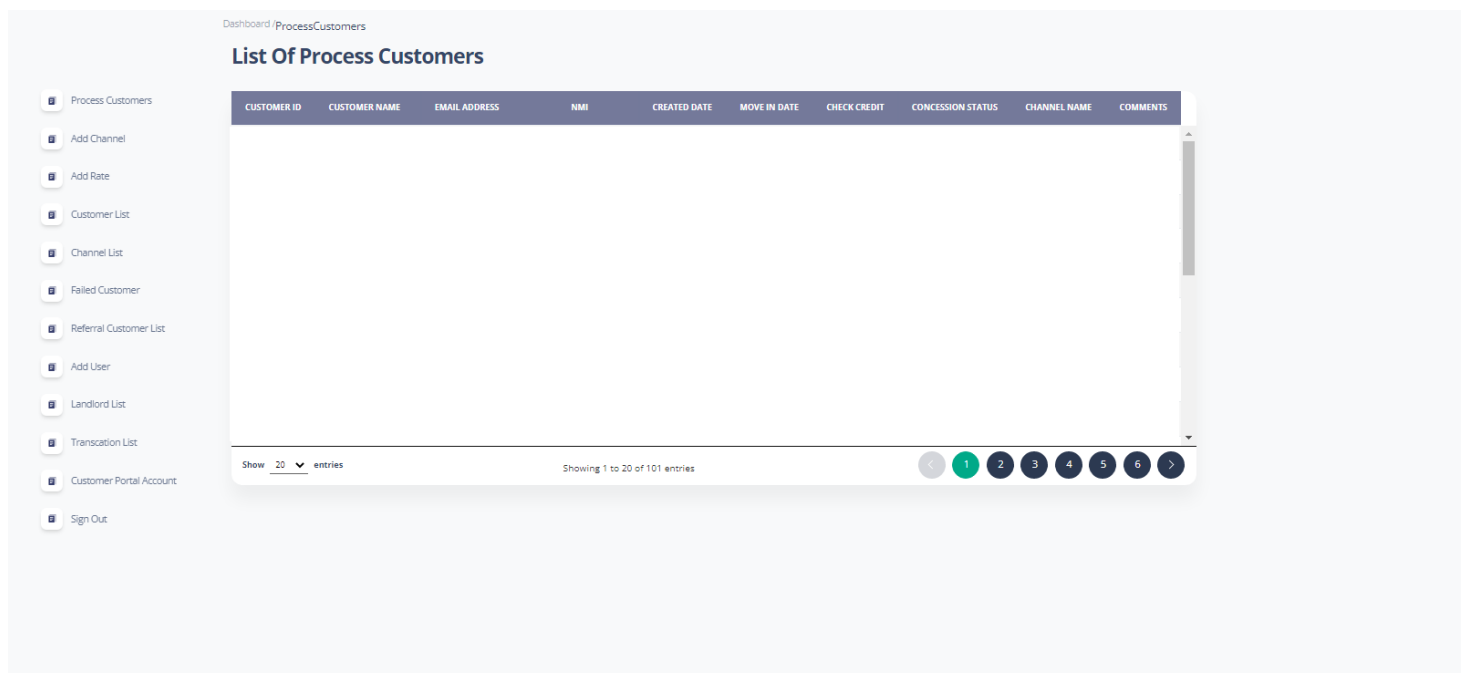 Dashboard /ProcessCustomers
List Of Process Customers
Process Customers
Add Channel
Add Rate
Customer List
Channel List
Failed Customer
Referral Customer List
Add User
Landlord List
Transcation List
Customer Portal Account
Sign Out
CUSTOMER ID CUSTOMER NAME EMAIL ADDRESS NMI CREATED DATE MOVE IN DATE CHECK CREDIT CONCESSION STATUS CHANNEL NAME COMMENTS
Show 20 entries Showing 1 to 20 of 101 entries 1 2 3 4 5 6